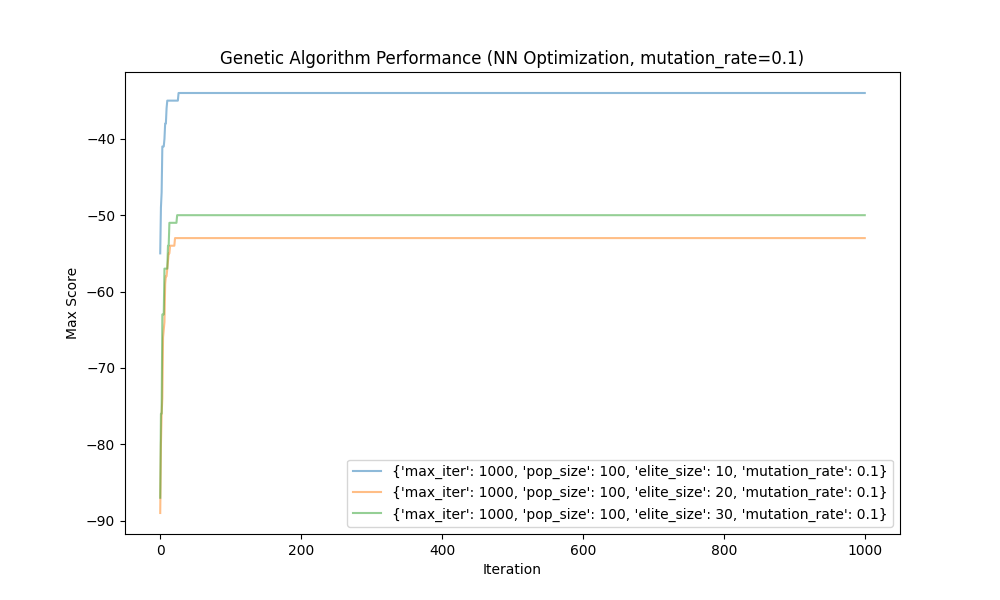 Genetic Algorithm Performance (NN Optimization, mutation_rate=0.1)
−40
−50
−60
−70
−80
−90
Max Score
{'max_iter': 1000, 'pop_size': 100, 'elite_size': 10, 'mutation_rate': 0.1}
{'max_iter': 1000, 'pop_size': 100, 'elite_size': 20, 'mutation_rate': 0.1}
{'max_iter': 1000, 'pop_size': 100, 'elite_size': 30, 'mutation_rate': 0.1}
0 200 400 600 800 1000
Iteration